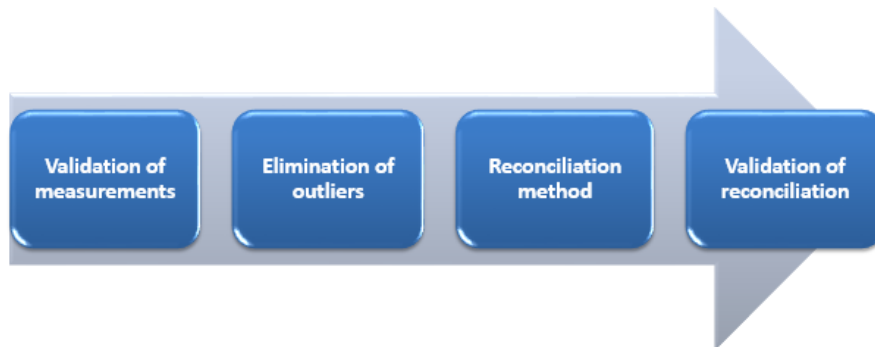 Validation of
measurements
Elimination of
outliers
Reconciliation
method
Validation of
reconciliation